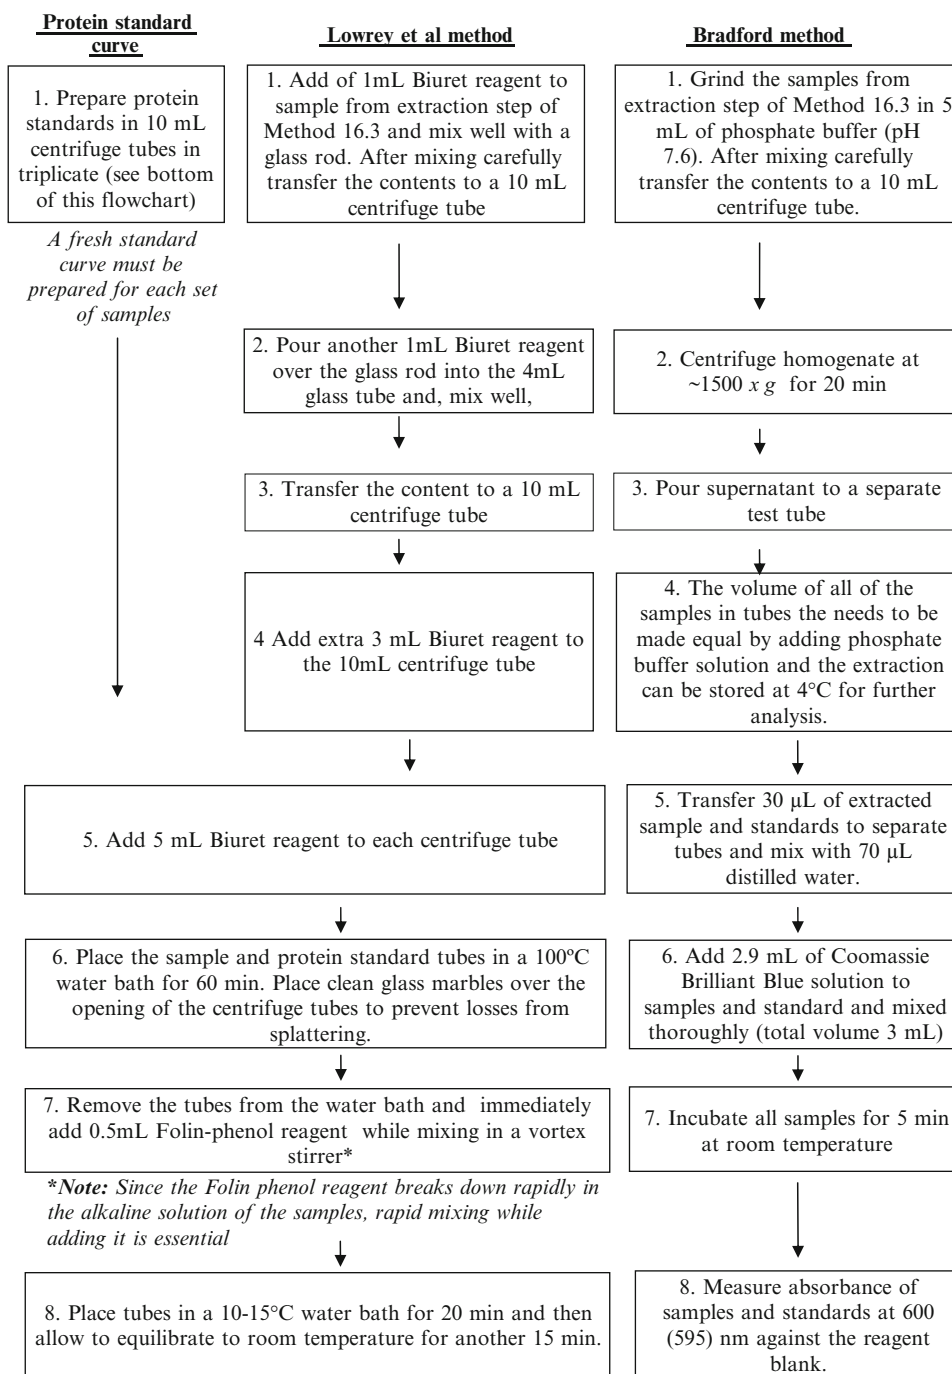 Protein standard
curve
1. Prepare protein
standards in 10 mL
centrifuge tubes in
triplicate (see bottom
of this flowchart)
A fresh standard
curve must be
prepared for each set
of samples
Lowrey et al method
1. Add of 1mL Biuret reagent to
sample from extraction step of
Method 16.3 and mix well with a
glass rod. After mixing carefully
transfer the contents to a 10 mL
centrifuge tube
2. Pour another 1mL Biuret reagent
over the glass rod into the 4mL
glass tube and, mix well,
3. Transfer the content to a 10 mL
centrifuge tube
4 Add extra 3 mL Biuret reagent to
the 10mL centrifuge tube
5. Add 5 mL Biuret reagent to each centrifuge tube
6. Place the sample and protein standard tubes in a 100ºC
water bath for 60 min. Place clean glass marbles over the
opening of the centrifuge tubes to prevent losses from
splattering.
7. Remove the tubes from the water bath and immediately
add 0.5mL Folin-phenol reagent while mixing in a vortex
stirrer*
*Note: Since the Folin phenol reagent breaks down rapidly in
the alkaline solution of the samples, rapid mixing while
adding it is essential
8. Place tubes in a 10-15°C water bath for 20 min and then
allow to equilibrate to room temperature for another 15 min.
Bradford method
1. Grind the samples from
extraction step of Method 16.3 in 5
mL of phosphate buffer (pH
7.6). After mixing carefully
transfer the contents to a 10 mL
centrifuge tube.
2. Centrifuge homogenate at
~1500 x g for 20 min
3. Pour supernatant to a separate
test tube
4. The volume of all of the
samples in tubes the needs to be
made equal by adding phosphate
buffer solution and the extraction
can be stored at 4°C for further
analysis.
5. Transfer 30 µL of extracted
sample and standards to separate
tubes and mix with 70 µL
distilled water.
6. Add 2.9 mL of Coomassie
Brilliant Blue solution to
samples and standard and mixed
thoroughly (total volume 3 mL)
7. Incubate all samples for 5 min
at room temperature
8. Measure absorbance of
samples and standards at 600
(595) nm against the reagent
blank.